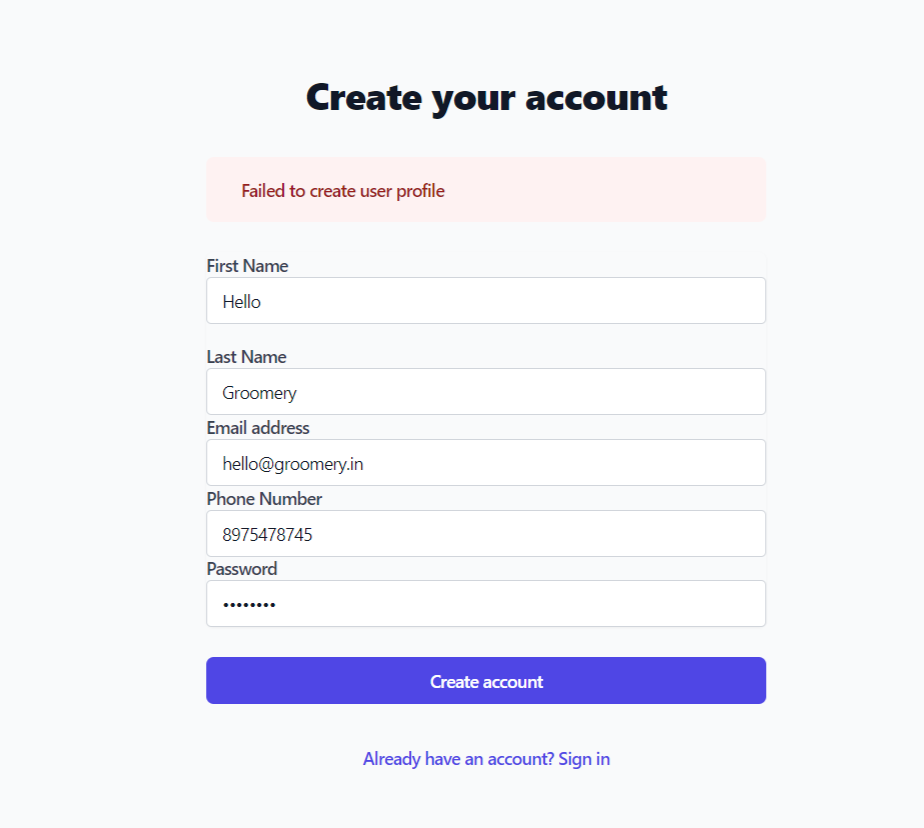 Create your account
Failed to create user profile
First Name
Hello
Last Name
Groomery
Email address
hello@groomery.in
Phone Number
8975478745
Password
••••••••
Create account
Already have an account? Sign in